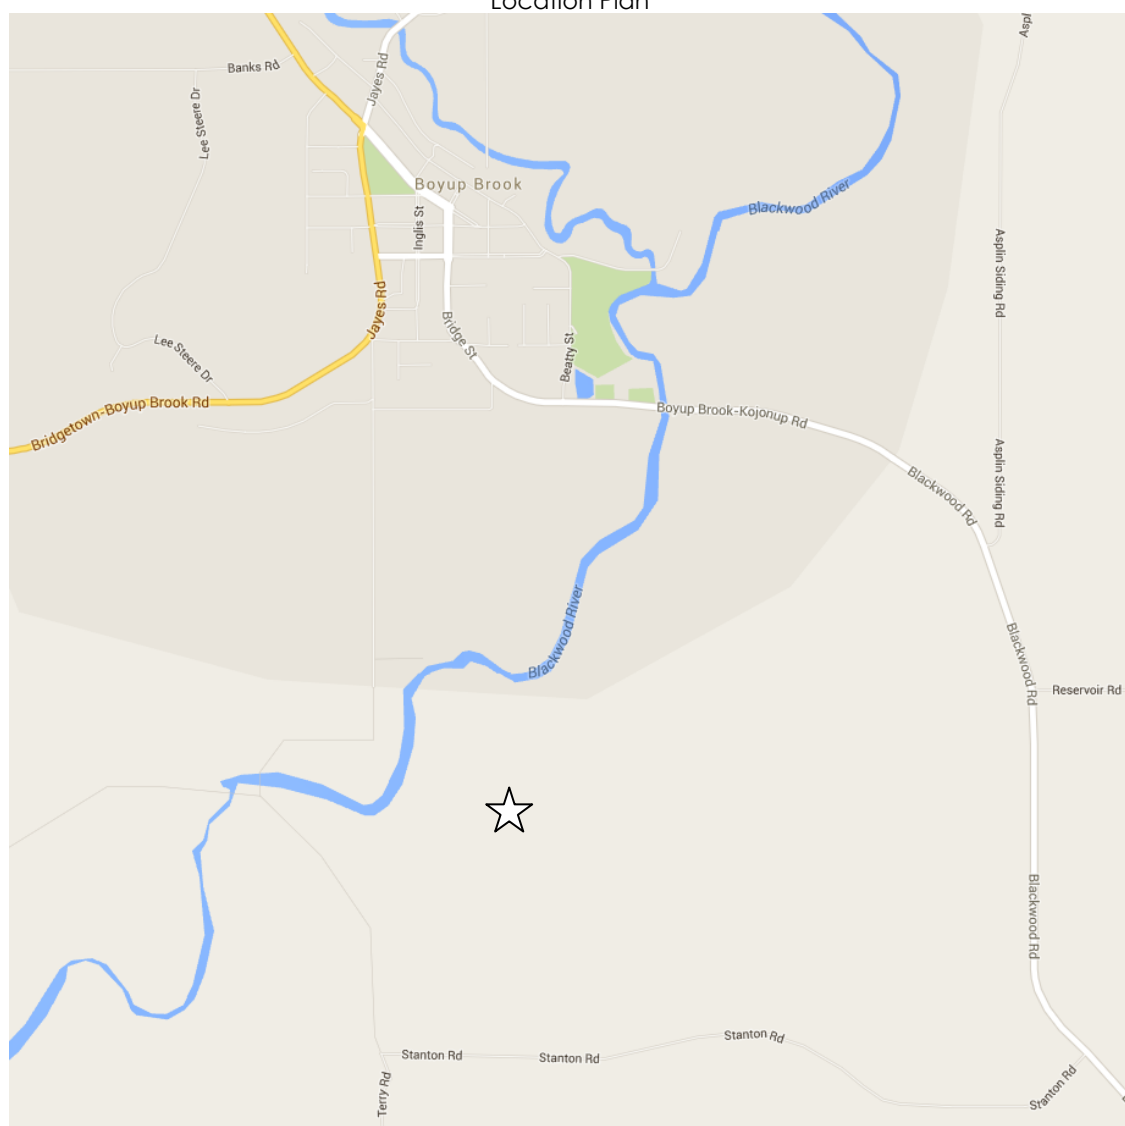 Location Plan
Aspl
Banks Rd
Jayes Rd
Lee Steere Dr
Boyup Brook
Blackwood River
Inglis St
Asplin Siding Rd
Jayes Rd
Bridge St
Lee Steere Dr
Beatty St
Bridgetown-Boyup Brook Rd
Boyup Brook-Kojonup Rd
Asplin Siding Rd
Blackwood Rd
Blackwood River
Blackwood Rd
Reservoir Rd
Blackwood Rd
Stanton Rd
Stanton Rd
Stanton Rd
Terry Rd
Stanton Rd